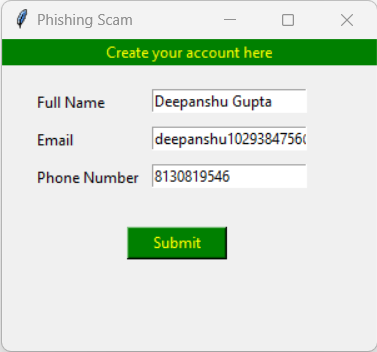 Phishing Scam
Create your account here
Full Name Deepanshu Gupta
Email deepanshu1029384756
Phone Number 8130819546
Submit